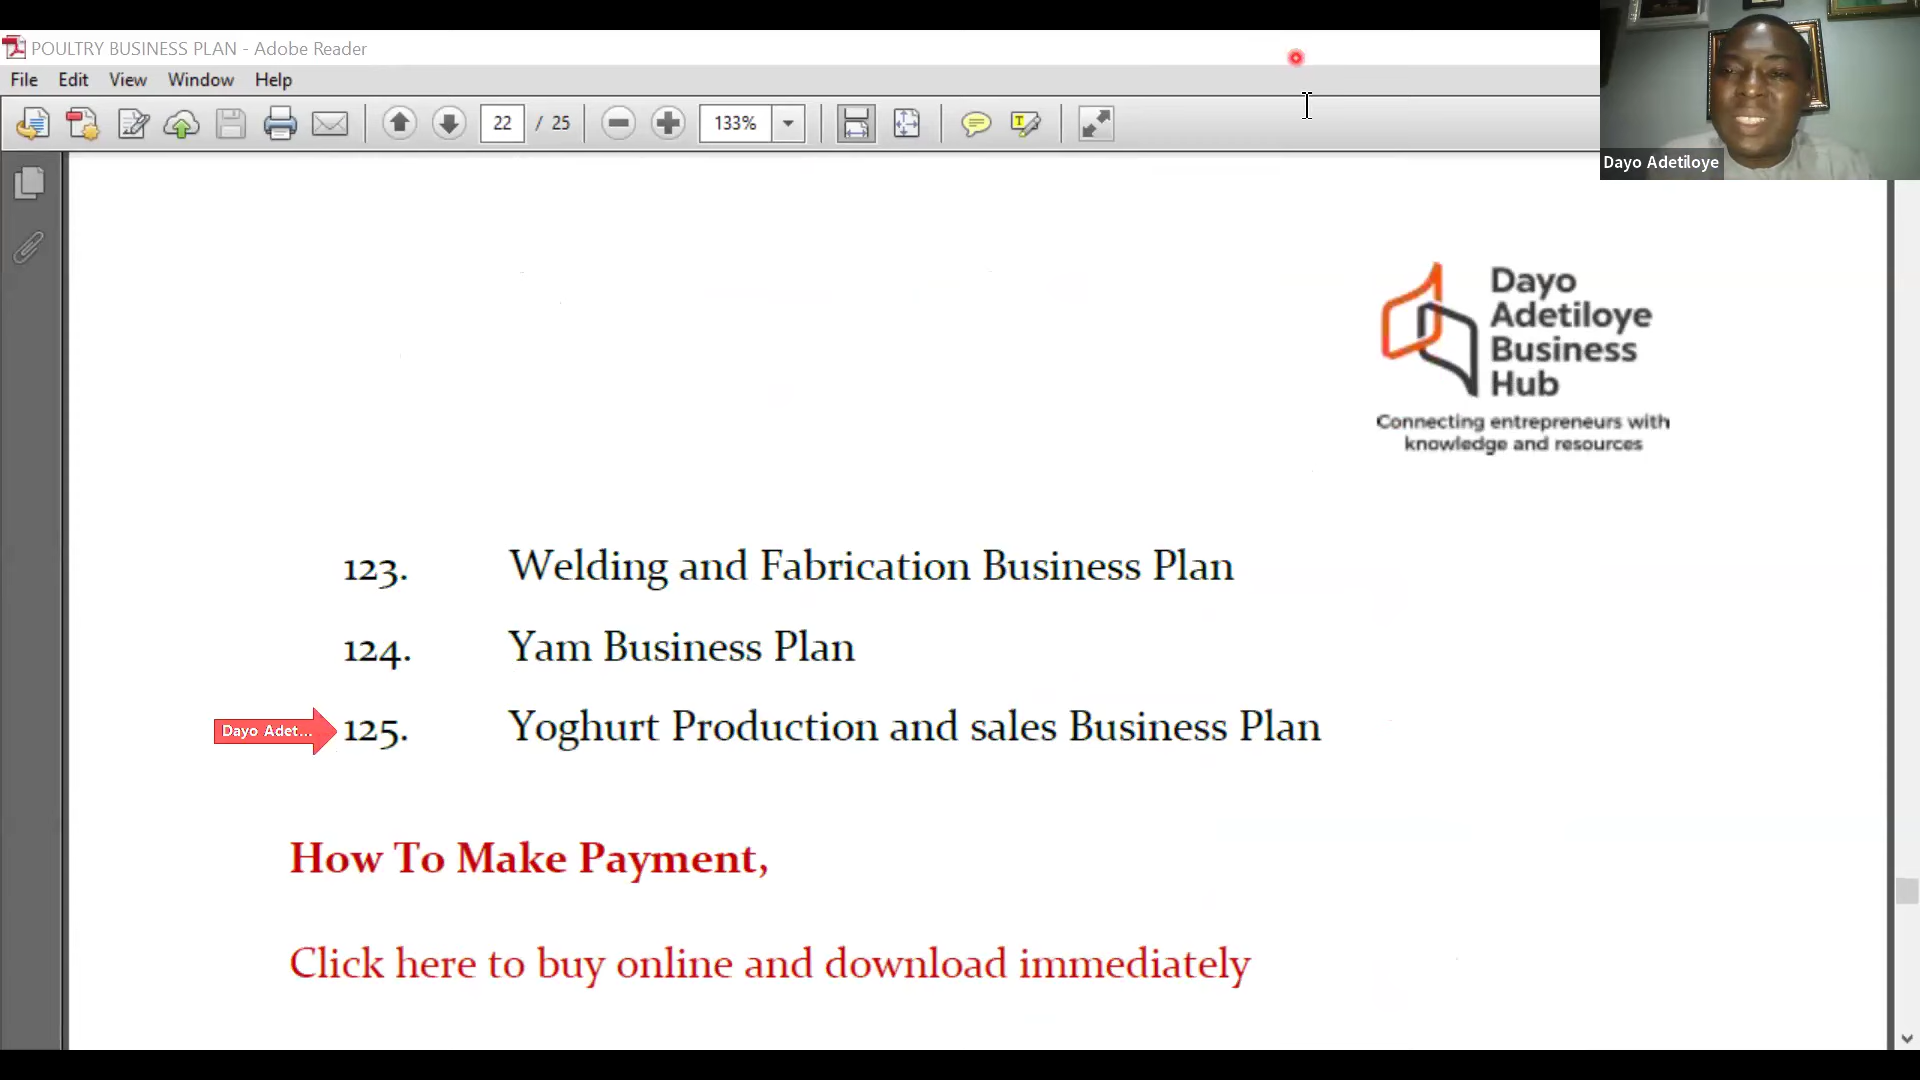 POULTRY BUSINESS PLAN - Adobe Reader
File Edit View Window Help
22 / 25 133%
Dayo Adetiloye
Dayo
Adetiloye
Business
Hub
Connecting entrepreneurs with
knowledge and resources
123. Welding and Fabrication Business Plan
124. Yam Business Plan
Dayo Adet... 125. Yoghurt Production and sales Business Plan
How To Make Payment,
Click here to buy online and download immediately